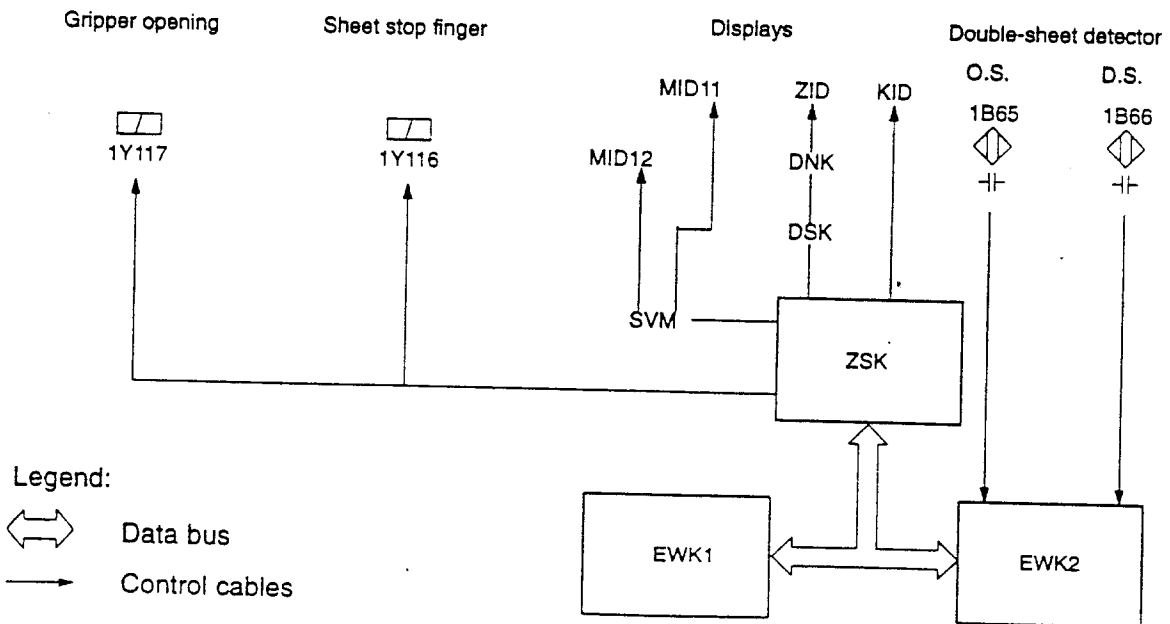 Gripper opening
Sheet stop finger
Displays
Double-sheet detector
O.S.
D.S.
MID11
ZID
KID
1B65
1B66
1Y117
1Y116
MID12
DNK
DSK
SVM
ZSK
Legend:
Data bus
EWK1
EWK2
Control cables